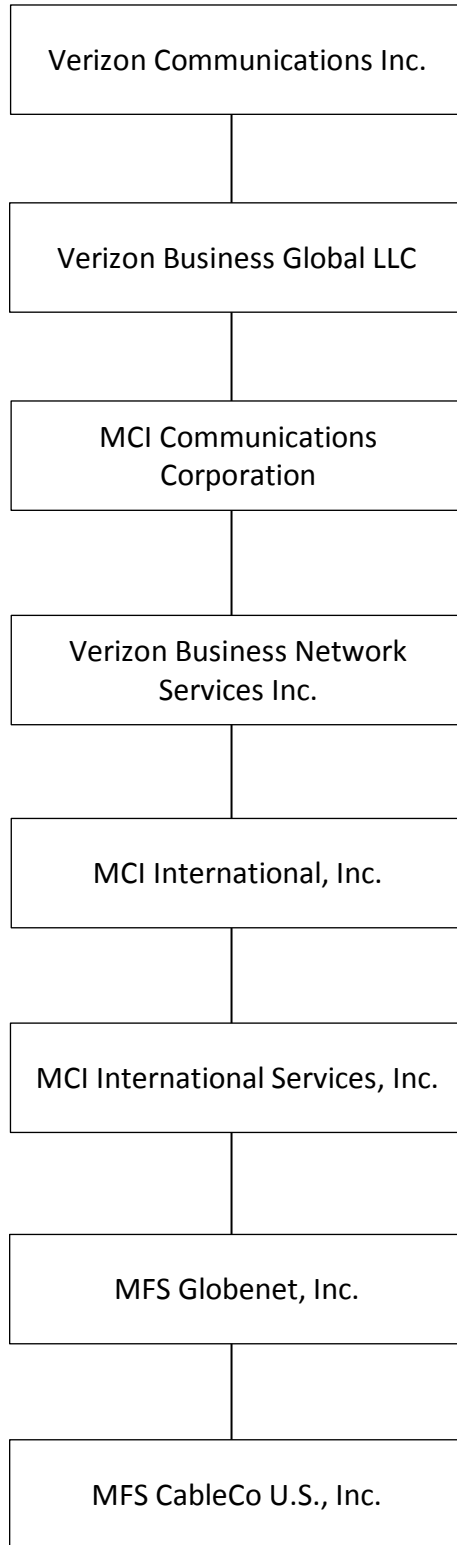 Verizon Communications Inc.
Verizon Business Global LLC
MCI Communications
Corporation
Verizon Business Network
Services Inc.
MCI International, Inc.
MCI International Services, Inc.
MFS Globenet, Inc.
MFS CableCo U.S., Inc.